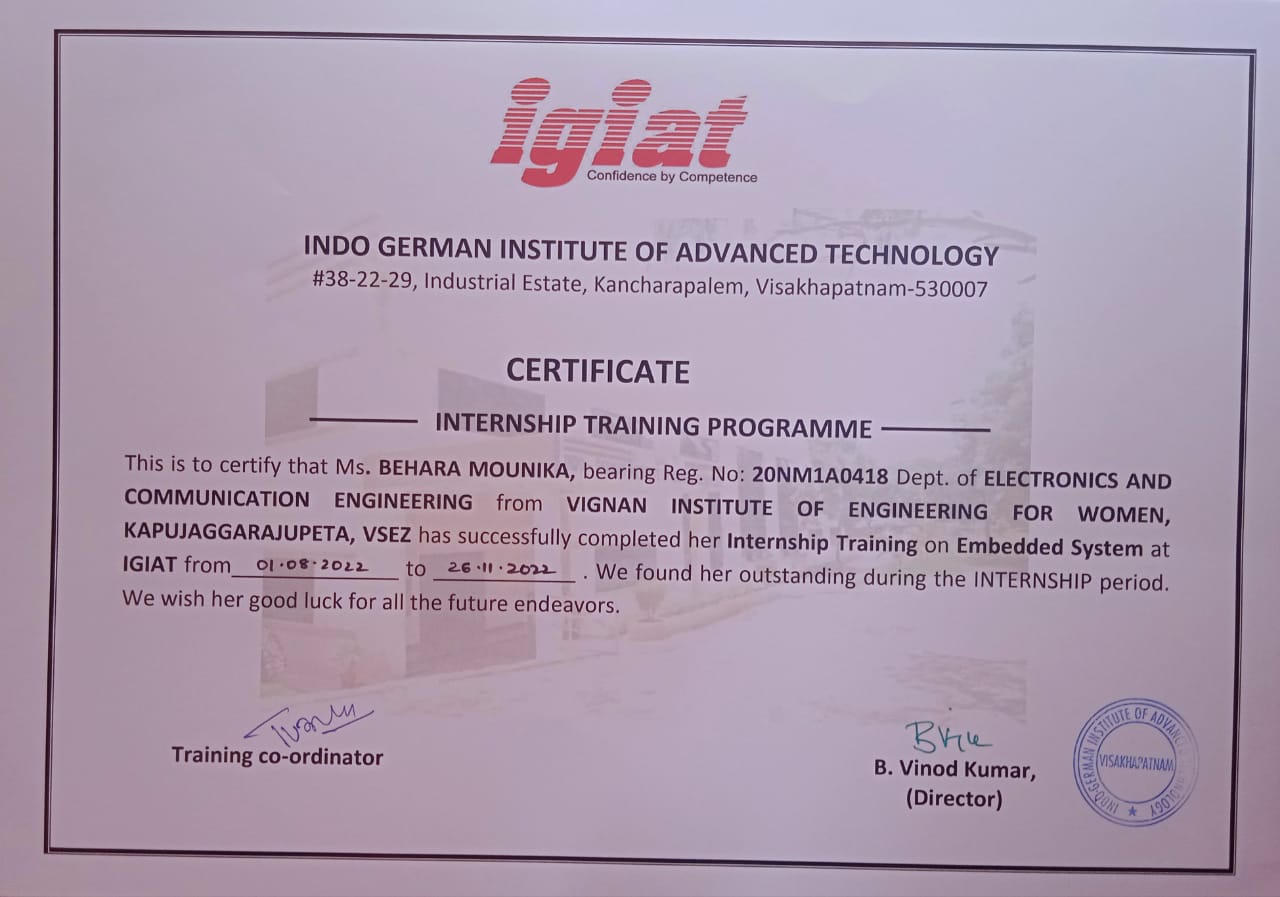 igiat
Confidence by Competence
INDO GERMAN INSTITUTE OF ADVANCED TECHNOLOGY
#38-22-29, Industrial Estate, Kancharapalem, Visakhapatnam-530007
CERTIFICATE
INTERNSHIP TRAINING PROGRAMME
This is to certify that Ms. BEHARA MOUNIKA, bearing Reg. No: 20NM1A0418 Dept. of ELECTRONICS AND
COMMUNICATION ENGINEERING from VIGNAN INSTITUTE OF ENGINEERING FOR WOMEN,
KAPUJAGGARAJUPETA, VSEZ has successfully completed her Internship Training on Embedded System at
IGIAT from 01.08.2022 to 26.11.2022 . We found her outstanding during the INTERNSHIP period.
We wish her good luck for all the future endeavors.
Training co-ordinator
B. Vinod Kumar,
(Director)
INDO-GERMAN INSTITUTE OF ADVANCED TECHNOLOGY
VISAKHAPATNAM